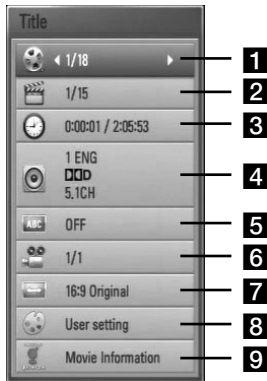 Title
1/18
1
1/15
2
0:00:01 / 2:05:53
3
1 ENG
DD D
5.1CH
4
ABC
OFF
5
1/1
6
16:9 Original
7
User setting
8
Movie Information
9